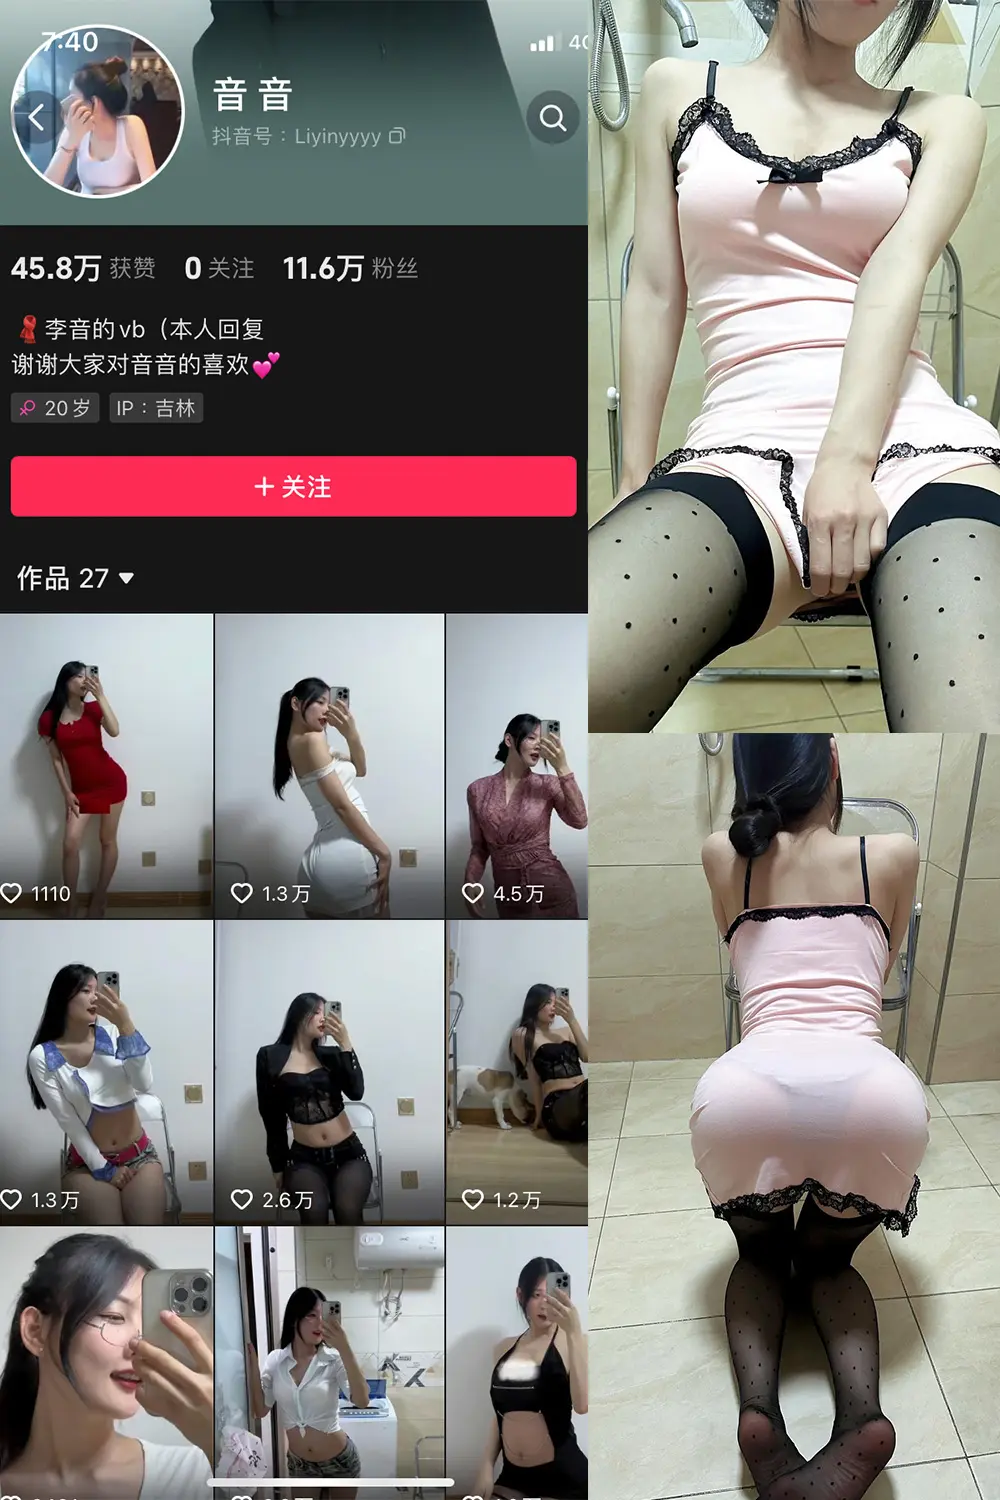 7:40
音音
抖音号：Liyinyyyy
45.8万 获赞 0 关注 11.6万 粉丝
李音的vb（本人回复
谢谢大家对音音的喜欢💕
20岁 IP：吉林
+ 关注
作品 27
1110
1.3万
4.5万
1.3万
2.6万
1.2万